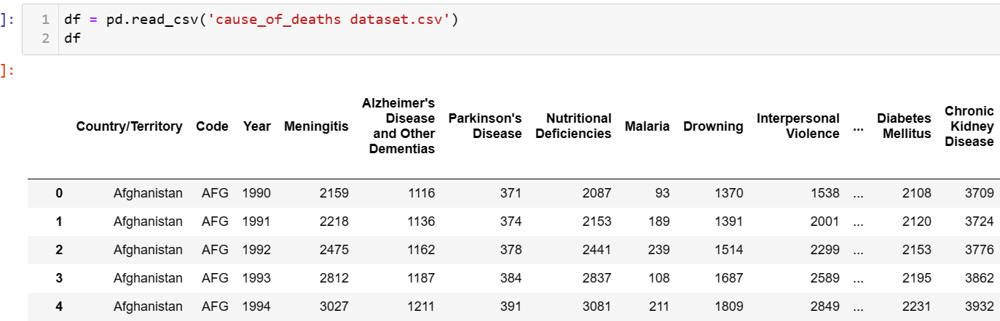 ]:
1 df = pd.read_csv('cause_of_deaths dataset.csv')
2 df
]:
Country/Territory Code Year Meningitis Alzheimer's Disease and Other Dementias Parkinson's Disease Nutritional Deficiencies Malaria Drowning Interpersonal Violence ... Diabetes Mellitus Chronic Kidney Disease
0 Afghanistan AFG 1990 2159 1116 371 2087 93 1370 1538 ... 2108 3709
1 Afghanistan AFG 1991 2218 1136 374 2153 189 1391 2001 ... 2120 3724
2 Afghanistan AFG 1992 2475 1162 378 2441 239 1514 2299 ... 2153 3776
3 Afghanistan AFG 1993 2812 1187 384 2837 108 1687 2589 ... 2195 3862
4 Afghanistan AFG 1994 3027 1211 391 3081 211 1809 2849 ... 2231 3932